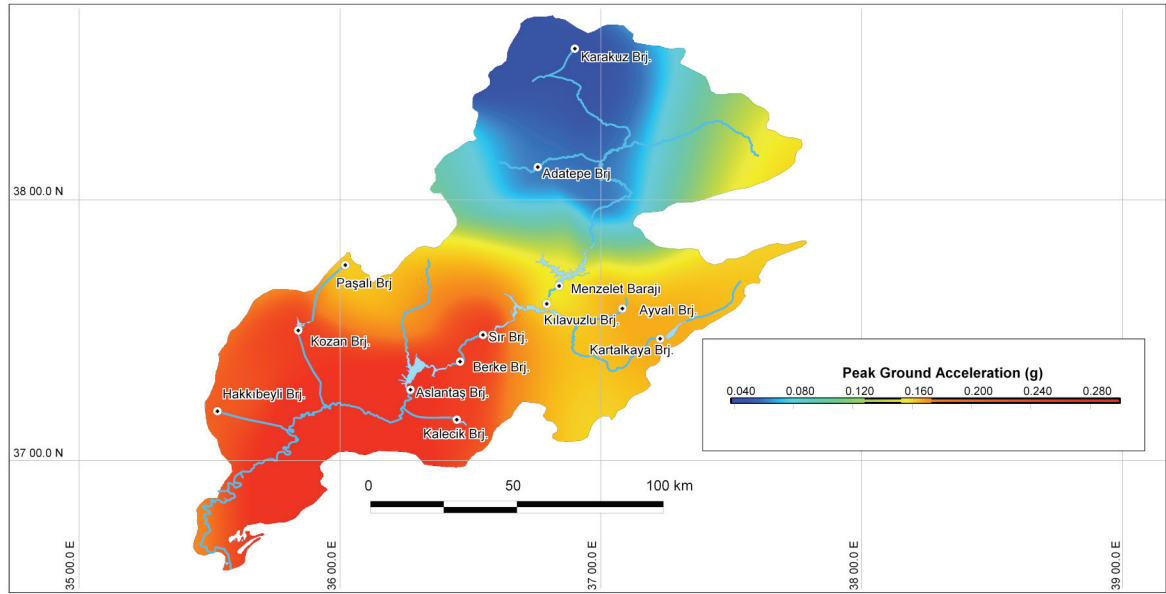 Karakuz Brj.
Adatepe Brj
38 00.0 N
Paşalı Brj
Menzelet Barajı
Kılavuzlu Brj.
Ayvalı Brj.
Kozan Brj.
Sır Brj.
Kartalkaya Brj.
Berke Brj.
Hakkıbeyli Brj.
Aslantaş Brj.
Kalecik Brj.
Peak Ground Acceleration (g)
0.040 0.080 0.120 0.160 0.200 0.240 0.280
37 00.0 N
0 50 100 km
35 00.0 E
36 00.0 E
37 00.0 E
38 00.0 E
39 00.0 E